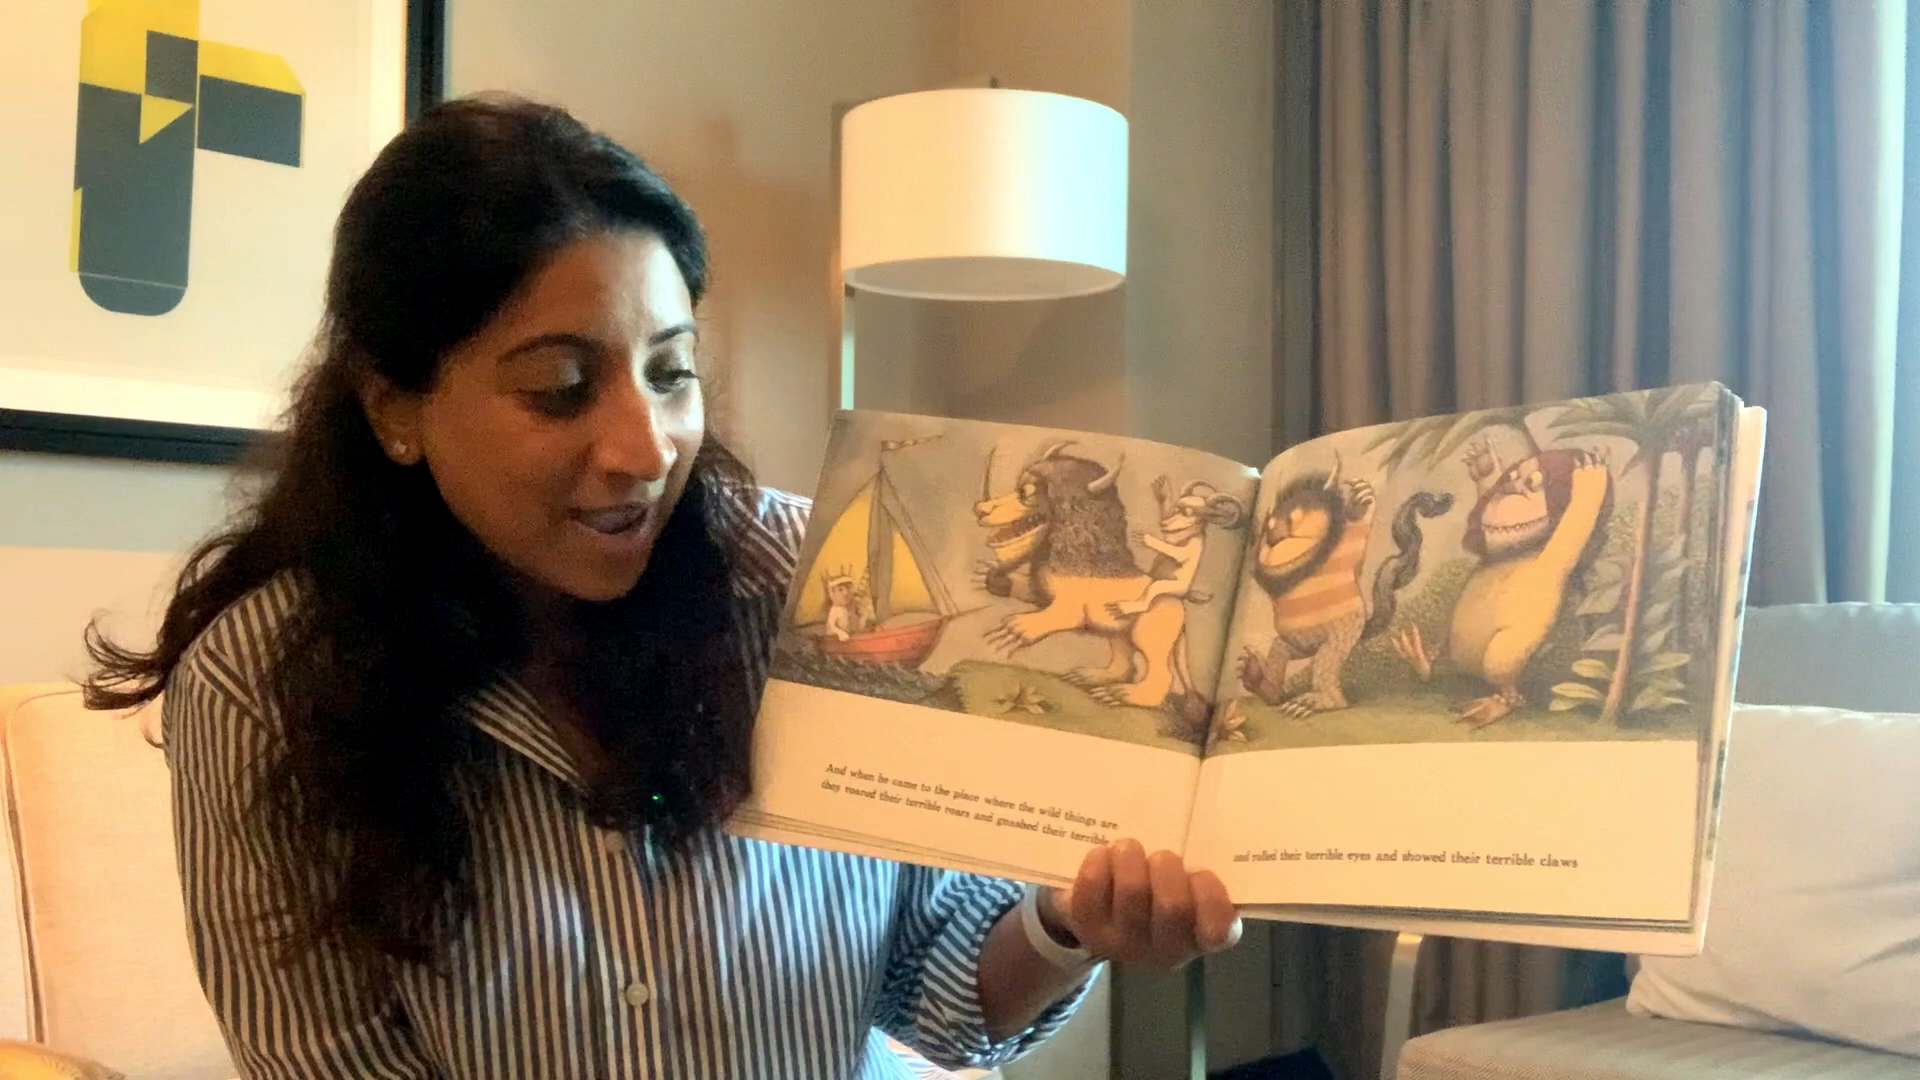 And when he came to the place where the wild things are
they roared their terrible roars and gnashed their terrible
and rolled their terrible eyes and showed their terrible claws